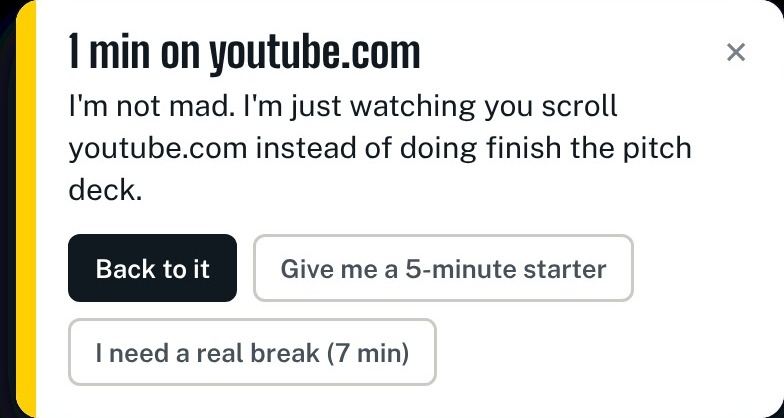 1 min on youtube.com
I'm not mad. I'm just watching you scroll
youtube.com instead of doing finish the pitch
deck.
Back to it
Give me a 5-minute starter
I need a real break (7 min)